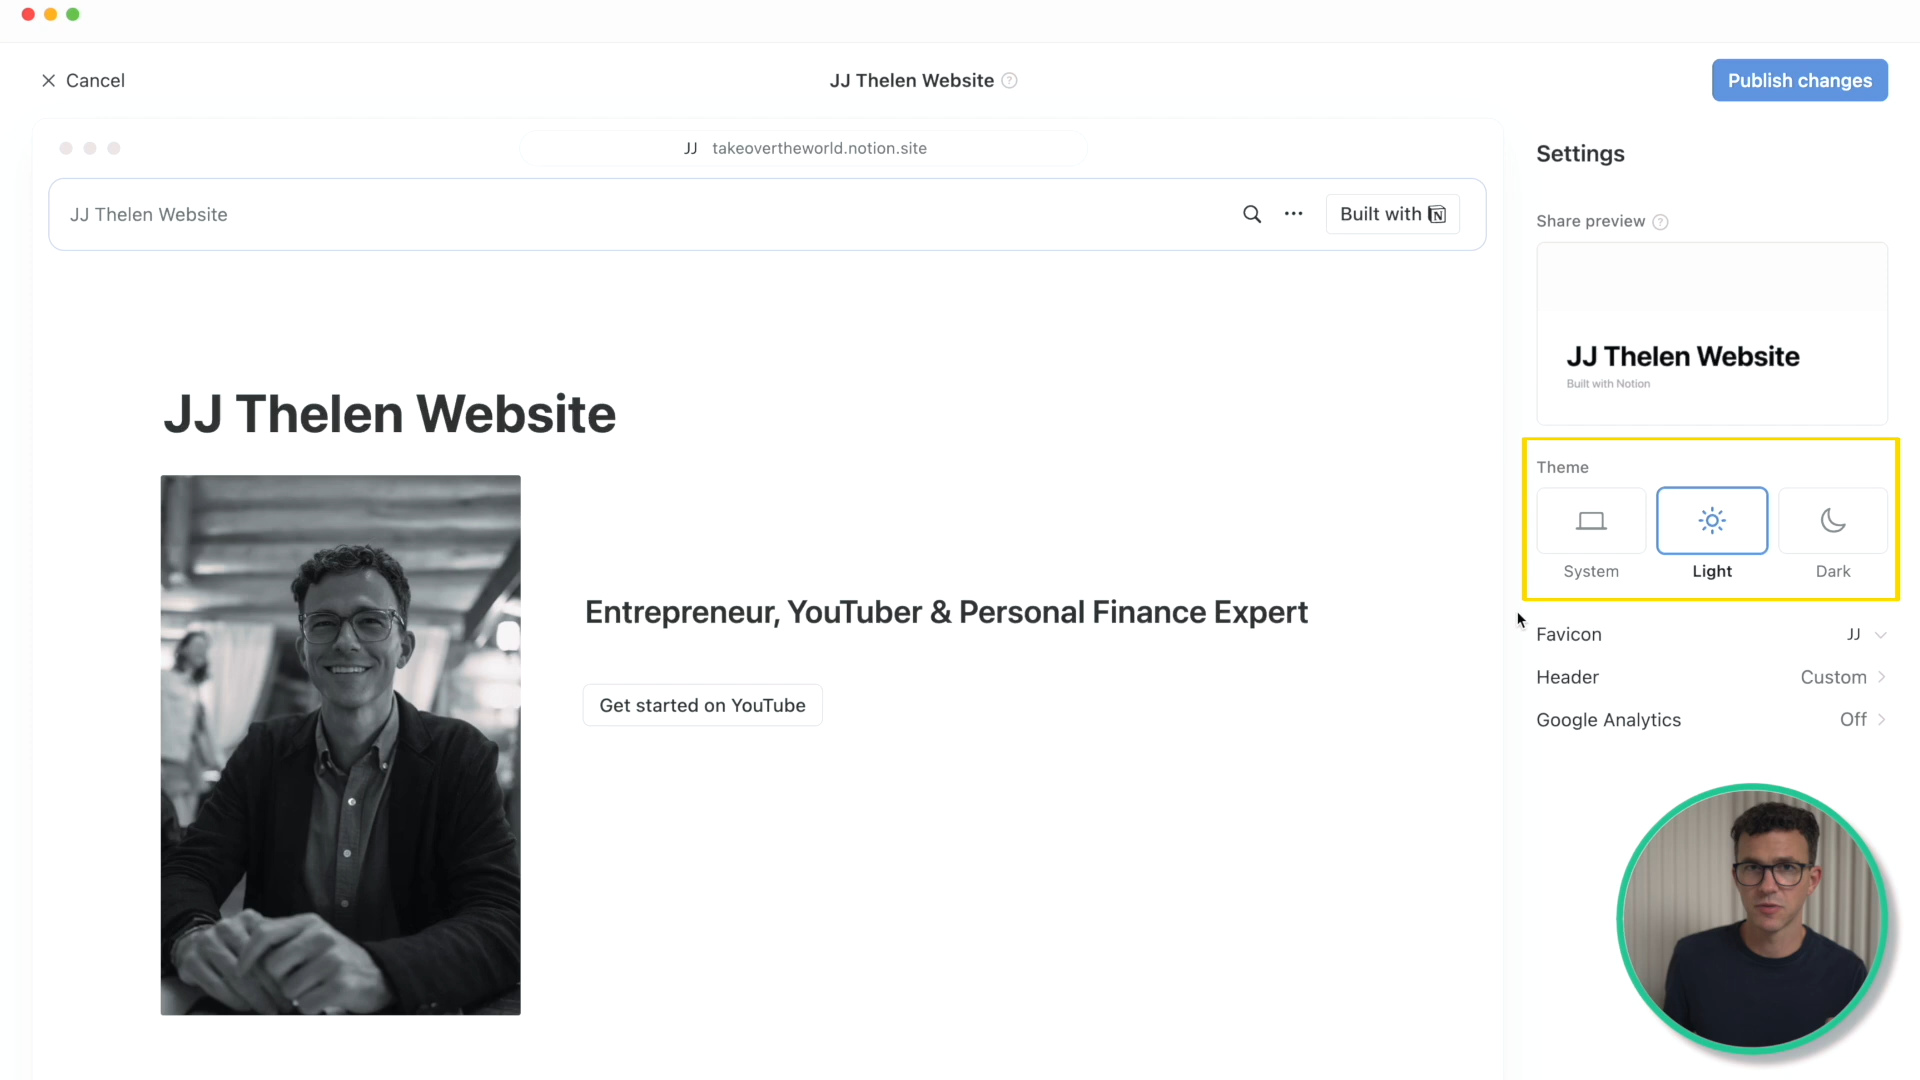 Cancel
JJ Thelen Website
Publish changes
JJ takeovertheworld.notion.site
JJ Thelen Website
Built with
JJ Thelen Website
Entrepreneur, YouTuber & Personal Finance Expert
Get started on YouTube
Settings
Share preview
JJ Thelen Website
Built with Notion
Theme
System Light Dark
Favicon JJ
Header Custom
Google Analytics Off